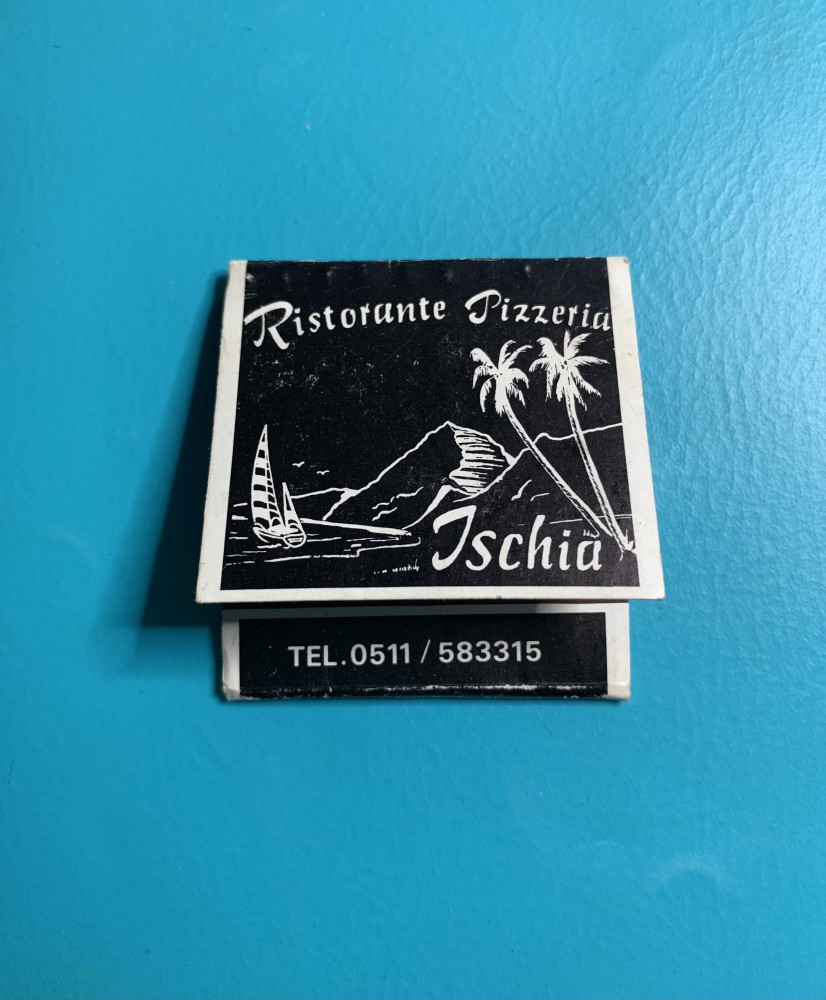 Ristorante Pizzeria
Ischia
TEL.0511 / 583315